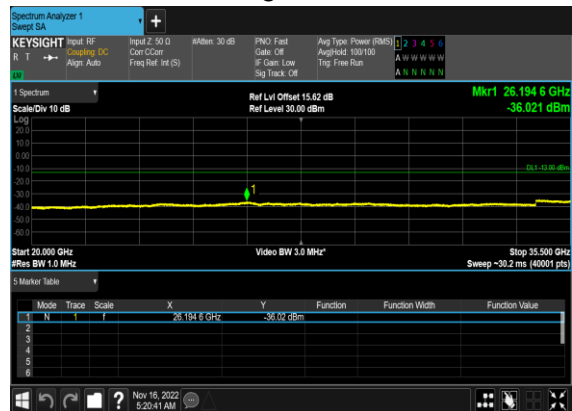 Spectrum Analyzer 1
Swept SA
+
KEYSIGHT Input: RF Input Z: 50 Ω #Atten: 30 dB PNO: Fast Avg Type: Power (RMS) 1 2 3 4 5 6
R T Coupling: DC Corr CCorr Gate: Off Avg|Hold: 100/100 A W W W W W
Align: Auto Freq Ref: Int (S) IF Gain: Low Trig: Free Run
Sig Track: Off A N N N N N
1 Spectrum
Scale/Div 10 dB
Ref Lvl Offset 15.62 dB
Ref Level 30.00 dBm
Mkr1 26.194 6 GHz
-36.021 dBm
Log
20.0
10.0
0.00
-10.0
DL1 -13.00 dBm
-20.0
-30.0
1
-40.0
-50.0
-60.0
Start 20.000 GHz Video BW 3.0 MHz* Stop 35.500 GHz
#Res BW 1.0 MHz Sweep ~30.2 ms (40001 pts)
5 Marker Table
Mode Trace Scale X Y Function Function Width Function Value
1 N 1 f 26.194 6 GHz -36.02 dBm
2
3
4
5
6
? Nov 16, 2022
5:20:41 AM